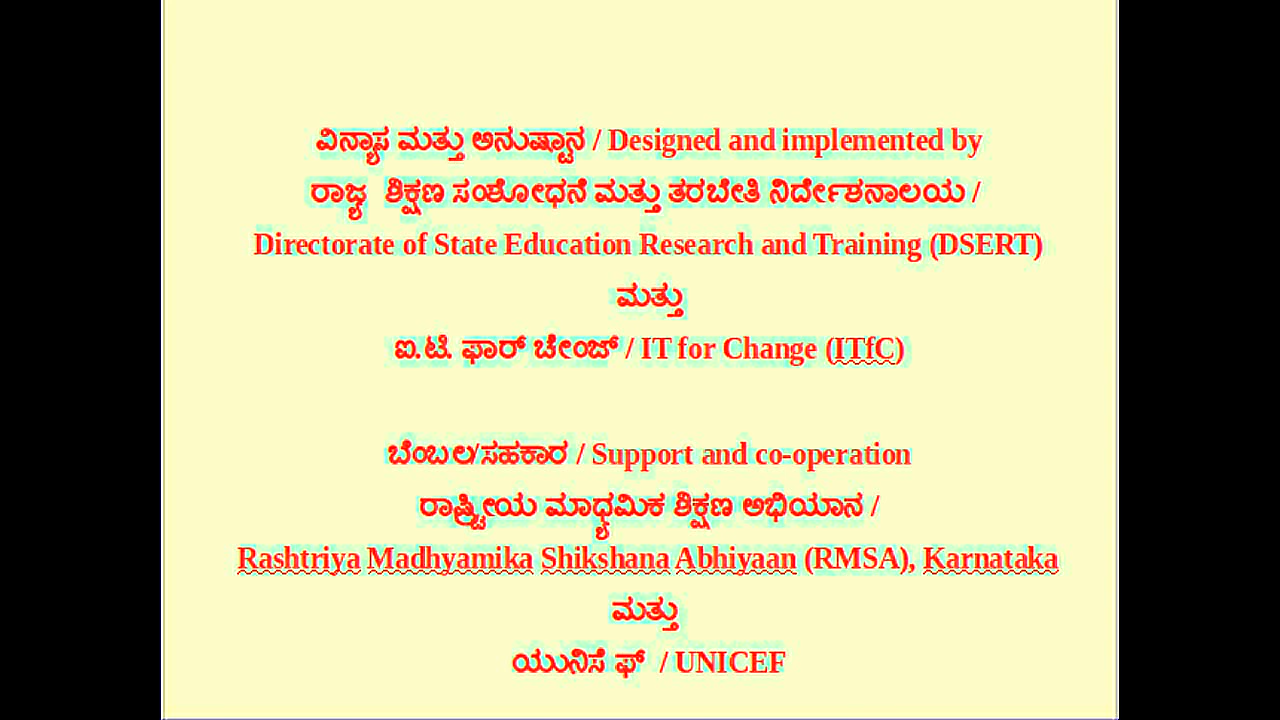 ವಿನ್ಯಾಸ ಮತ್ತು ಅನುಷ್ಠಾನ / Designed and implemented by
ರಾಜ್ಯ ಶಿಕ್ಷಣ ಸಂಶೋಧನೆ ಮತ್ತು ತರಬೇತಿ ನಿರ್ದೇಶನಾಲಯ /
Directorate of State Education Research and Training (DSERT)
ಮತ್ತು
ಐ.ಟಿ. ಫಾರ್ ಚೇಂಜ್ / IT for Change (ITfC)
ಬೆಂಬಲ/ಸಹಕಾರ / Support and co-operation
ರಾಷ್ಟ್ರೀಯ ಮಾಧ್ಯಮಿಕ ಶಿಕ್ಷಣ ಅಭಿಯಾನ /
Rashtriya Madhyamika Shikshana Abhiyaan (RMSA), Karnataka
ಮತ್ತು
ಯುನಿಸೆಫ್ / UNICEF